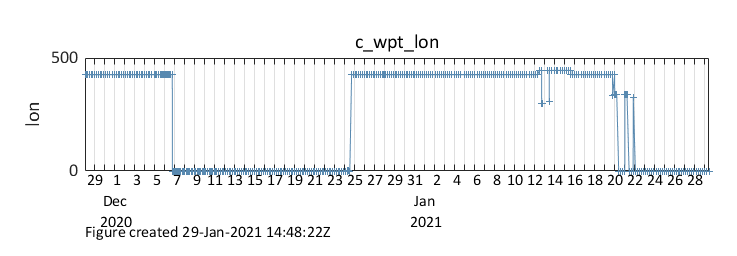 c_wpt_lon
500
lon
0
29 1 3 5 7 9 11 13 15 17 19 21 23 25 27 29 31 2 4 6 8 10 12 14 16 18 20 22 24 26 28
Dec Jan
2020 2021
Figure created 29-Jan-2021 14:48:22Z